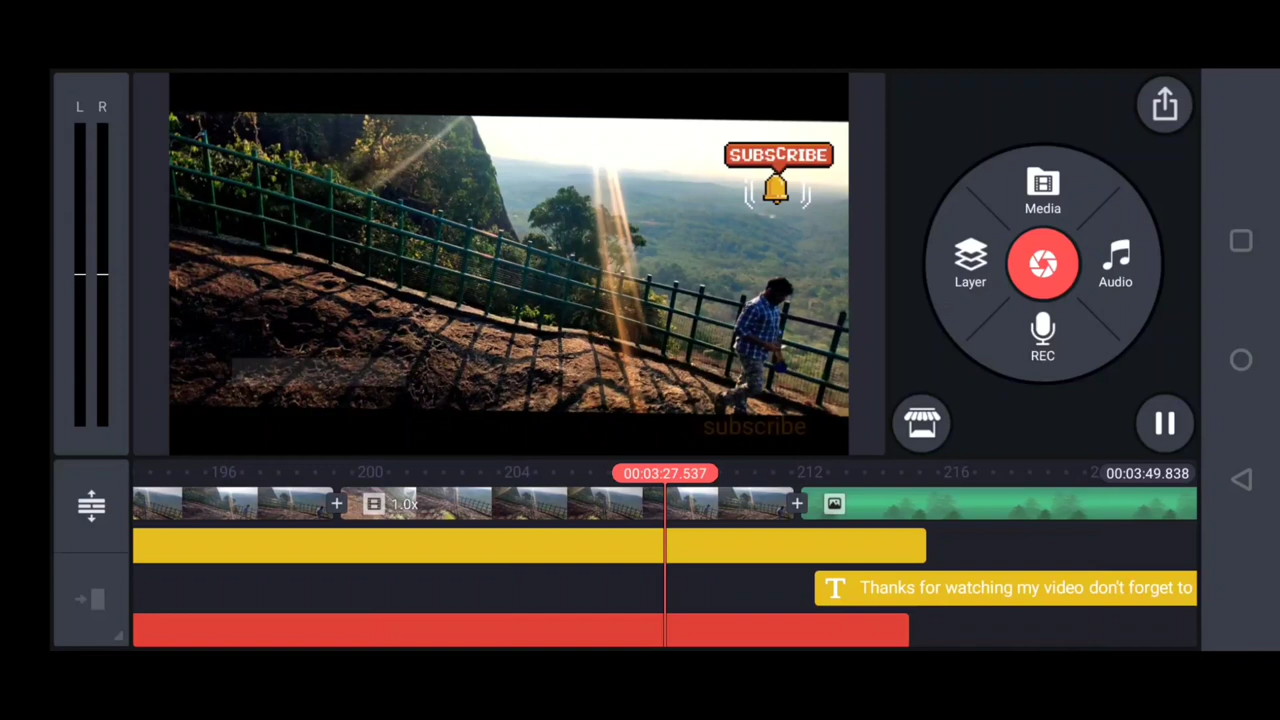 L R
SUBSCRIBE
subscribe
Media
Layer
Audio
REC
196
200
204
00:03:27.537
212
216
00:03:49.838
1.0x
T
Thanks for watching my video don't forget to